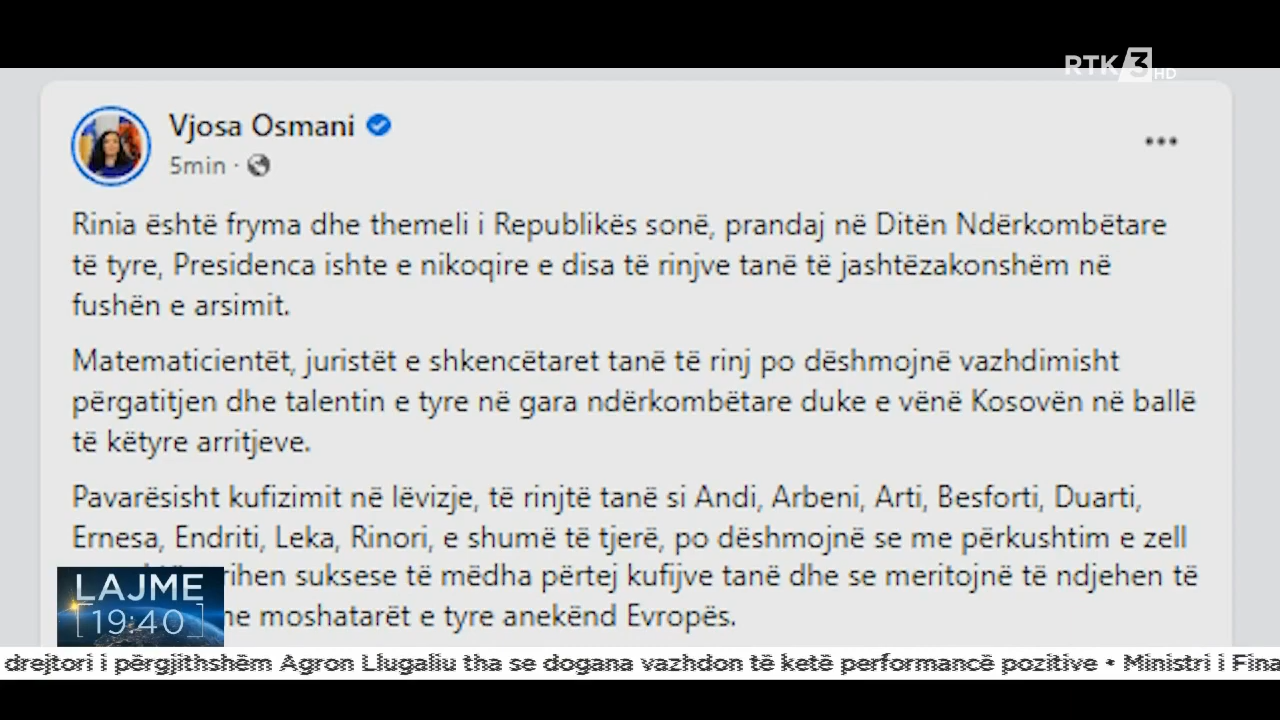 RTK 3 HD
Vjosa Osmani
5min ·
Rinia është fryma dhe themeli i Republikës sonë, prandaj në Ditën Ndërkombëtare
të tyre, Presidenca ishte e nikoqire e disa të rinjve tanë të jashtëzakonshëm në
fushën e arsimit.
Matematicientët, juristët e shkencëtaret tanë të rinj po dëshmojnë vazhdimisht
përgatitjen dhe talentin e tyre në gara ndërkombëtare duke e vënë Kosovën në ballë
të këtyre arritjeve.
Pavarësisht kufizimit në lëvizje, të rinjtë tanë si Andi, Arbeni, Arti, Besforti, Duarti,
Ernesa, Endriti, Leka, Rinori, e shumë të tjerë, po dëshmojnë se me përkushtim e zell
suksese të mëdha përtej kufijve tanë dhe se meritojnë të ndjehen të
moshatarët e tyre anekënd Evropës.
LAJME
19:40
drejtori i përgjithshëm Agron Llugaliu tha se dogana vazhdon të ketë performancë pozitive • Ministri i Fina